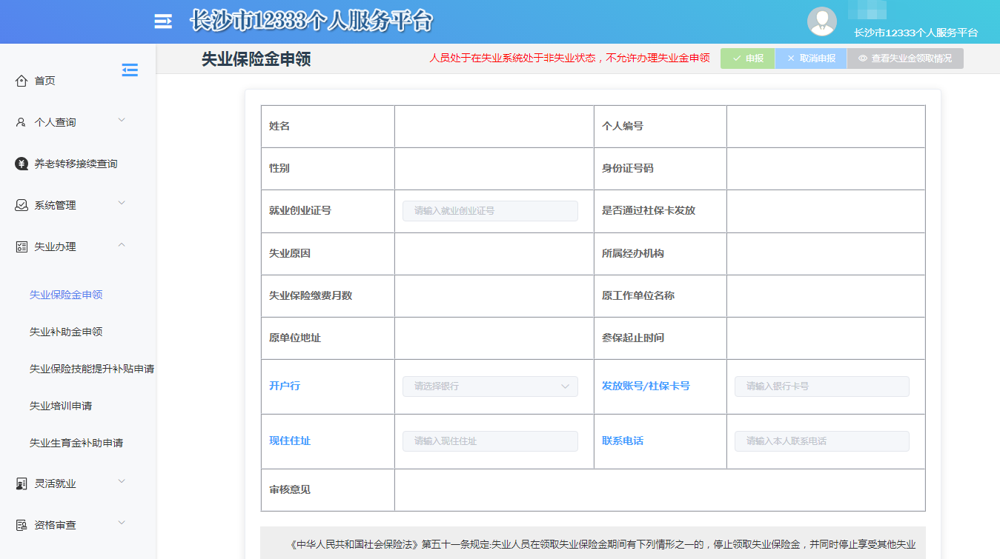 长沙市12333个人服务平台
长沙市12333个人服务平台
失业保险金申领
人员处于在失业系统处于非失业状态，不允许办理失业金申领
申报
取消申报
查看失业金领取情况
首页
个人查询
养老转移接续查询
系统管理
失业办理
失业保险金申领
失业补助金申领
失业保险技能提升补贴申请
失业培训申请
失业生育金补助申请
灵活就业
资格审查
姓名 个人编号
性别 身份证号码
就业创业证号 请输入就业创业证号 是否通过社保卡发放
失业原因 所属经办机构
失业保险缴费月数 原工作单位名称
原单位地址 参保起止时间
开户行 请选择银行 发放账号/社保卡号 请输入银行卡号
现住住址 请输入现住住址 联系电话 请输入本人联系电话
审核意见
《中华人民共和国社会保险法》第五十一条规定:失业人员在领取失业保险金期间有下列情形之一的，停止领取失业保险金，并同时停止享受其他失业